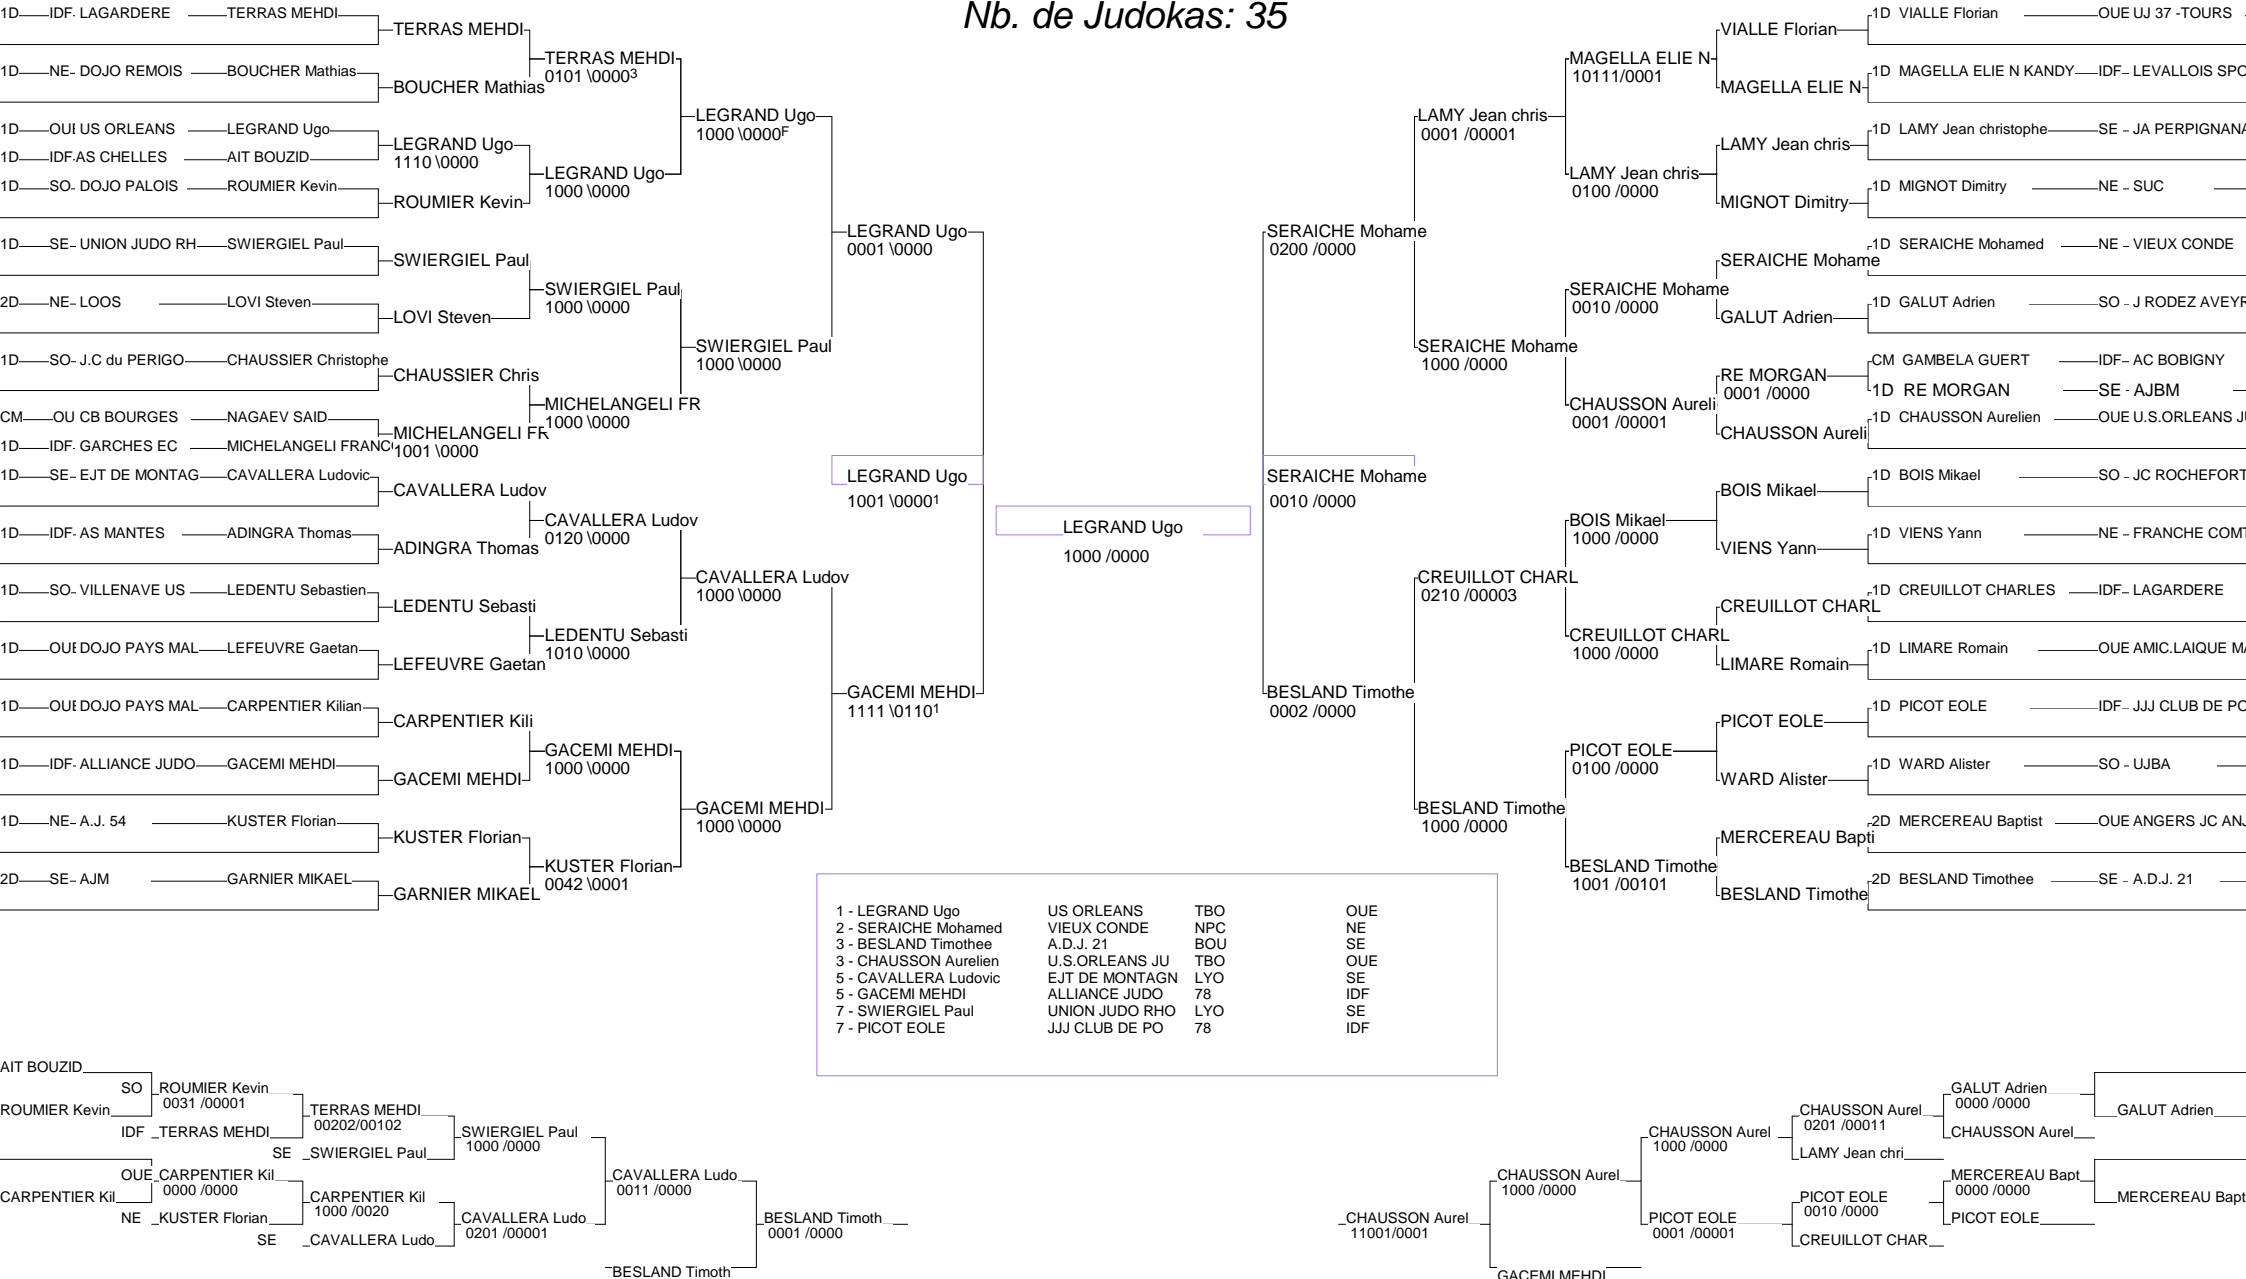 Nb. de Judokas: 35
1D IDF- LAGARDERE TERRAS MEHDI
1D NE- DOJO REMOIS BOUCHER Mathias
1D OUE US ORLEANS LEGRAND Ugo
1D IDF- AS CHELLES AIT BOUZID
1D SO- DOJO PALOIS ROUMIER Kevin
1D SE- UNION JUDO RH SWIERGIEL Paul
2D NE- LOOS LOVI Steven
1D SO- J.C du PERIGO CHAUSSIER Christophe
CM OU CB BOURGES NAGAEV SAID
1D IDF- GARCHES EC MICHELANGELI FRANC
1D SE- EJT DE MONTAG CAVALLERA Ludovic
1D IDF- AS MANTES ADINGRA Thomas
1D SO- VILLENAVE US LEDENTU Sebastien
1D OUE DOJO PAYS MAL LEFEUVRE Gaetan
1D OUE DOJO PAYS MAL CARPENTIER Kilian
1D IDF- ALLIANCE JUDO GACEMI MEHDI
1D NE- A.J. 54 KUSTER Florian
2D SE- AJM GARNIER MIKAEL
TERRAS MEHDI
BOUCHER Mathias
LEGRAND Ugo
1110 \0000
ROUMIER Kevin
SWIERGIEL Paul
LOVI Steven
CHAUSSIER Chris
MICHELANGELI FR
1001 \0000
CAVALLERA Ludov
ADINGRA Thomas
LEDENTU Sebasti
LEFEUVRE Gaetan
CARPENTIER Kili
GACEMI MEHDI
KUSTER Florian
GARNIER MIKAEL
TERRAS MEHDI
0101 \00003
LEGRAND Ugo
1000 \0000
SWIERGIEL Paul
1000 \0000
MICHELANGELI FR
1000 \0000
CAVALLERA Ludov
0120 \0000
LEDENTU Sebasti
1010 \0000
GACEMI MEHDI
1000 \0000
KUSTER Florian
0042 \0001
LEGRAND Ugo
1000 \0000F
SWIERGIEL Paul
1000 \0000
CAVALLERA Ludov
1000 \0000
GACEMI MEHDI
1000 \0000
LEGRAND Ugo
0001 \0000
GACEMI MEHDI
1111 \01101
LEGRAND Ugo
1001 \00001
LEGRAND Ugo
1000 /0000
SERAICHE Mohame
0010 /0000
SERAICHE Mohame
0200 /0000
BESLAND Timothe
0002 /0000
LAMY Jean chris
0001 /00001
SERAICHE Mohame
1000 /0000
CREUILLOT CHARL
0210 /00003
BESLAND Timothe
1000 /0000
MAGELLA ELIE N
10111/0001
LAMY Jean chris
0100 /0000
SERAICHE Mohame
0010 /0000
CHAUSSON Aureli
0001 /00001
BOIS Mikael
1000 /0000
CREUILLOT CHARL
1000 /0000
PICOT EOLE
0100 /0000
BESLAND Timothe
1001 /00101
VIALLE Florian
MAGELLA ELIE N
LAMY Jean chris
MIGNOT Dimitry
SERAICHE Mohame
GALUT Adrien
RE MORGAN
0001 /0000
CHAUSSON Aureli
BOIS Mikael
VIENS Yann
CREUILLOT CHARL
LIMARE Romain
PICOT EOLE
WARD Alister
MERCEREAU Bapti
BESLAND Timothe
1D VIALLE Florian OUE UJ 37 -TOURS
1D MAGELLA ELIE N KANDY IDF- LEVALLOIS SPO
1D LAMY Jean christophe SE - JA PERPIGNANA
1D MIGNOT Dimitry NE - SUC
1D SERAICHE Mohamed NE - VIEUX CONDE
1D GALUT Adrien SO - J RODEZ AVEYR
CM GAMBELA GUERT IDF- AC BOBIGNY
1D RE MORGAN SE - AJBM
1D CHAUSSON Aurelien OUE U.S.ORLEANS JU
1D BOIS Mikael SO - JC ROCHEFORT
1D VIENS Yann NE - FRANCHE COMT
1D CREUILLOT CHARLES IDF- LAGARDERE
1D LIMARE Romain OUE AMIC.LAIQUE MA
1D PICOT EOLE IDF- JJJ CLUB DE PO
1D WARD Alister SO - UJBA
2D MERCEREAU Baptist OUE ANGERS JC ANJ
2D BESLAND Timothee SE - A.D.J. 21
1 - LEGRAND Ugo US ORLEANS TBO OUE
2 - SERAICHE Mohamed VIEUX CONDE NPC NE
3 - BESLAND Timothee A.D.J. 21 BOU SE
3 - CHAUSSON Aurelien U.S.ORLEANS JU TBO OUE
5 - CAVALLERA Ludovic EJT DE MONTAGN LYO SE
5 - GACEMI MEHDI ALLIANCE JUDO 78 IDF
7 - SWIERGIEL Paul UNION JUDO RHO LYO SE
7 - PICOT EOLE JJJ CLUB DE PO 78 IDF
AIT BOUZID
ROUMIER Kevin
CARPENTIER Kil
SO ROUMIER Kevin
0031 /00001
IDF TERRAS MEHDI
OUE CARPENTIER Kil
0000 /0000
NE KUSTER Florian
TERRAS MEHDI
00202/00102
SE SWIERGIEL Paul
CARPENTIER Kil
1000 /0020
SE CAVALLERA Ludo
SWIERGIEL Paul
1000 /0000
CAVALLERA Ludo
0201 /00001
CAVALLERA Ludo
0011 /0000
BESLAND Timoth
BESLAND Timoth
0001 /0000
CHAUSSON Aurel
11001/0001
CHAUSSON Aurel
1000 /0000
GACEMI MEHDI
CHAUSSON Aurel
1000 /0000
PICOT EOLE
0001 /00001
CHAUSSON Aurel
0201 /00011
LAMY Jean chri
PICOT EOLE
0010 /0000
CREUILLOT CHAR
GALUT Adrien
0000 /0000
CHAUSSON Aurel
MERCEREAU Bapt
0000 /0000
PICOT EOLE
GALUT Adrien
MERCEREAU Bapt